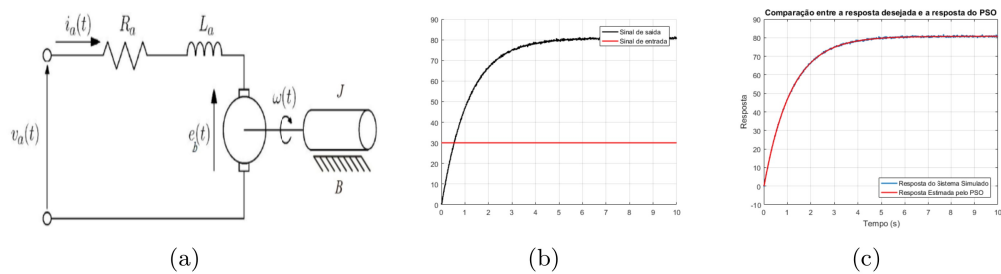 i_a(t)
R_a
L_a
v_a(t)
e_b(t)
ω(t)
J
B
(a)
90
80
70
60
50
40
30
20
10
0
Sinal de saída
Sinal de entrada
0 1 2 3 4 5 6 7 8 9 10
(b)
Comparação entre a resposta desejada e a resposta do PSO
Resposta
90
80
70
60
50
40
30
20
10
0
-10
Resposta do Sistema Simulado
Resposta Estimada pelo PSO
0 1 2 3 4 5 6 7 8 9 10
Tempo (s)
(c)